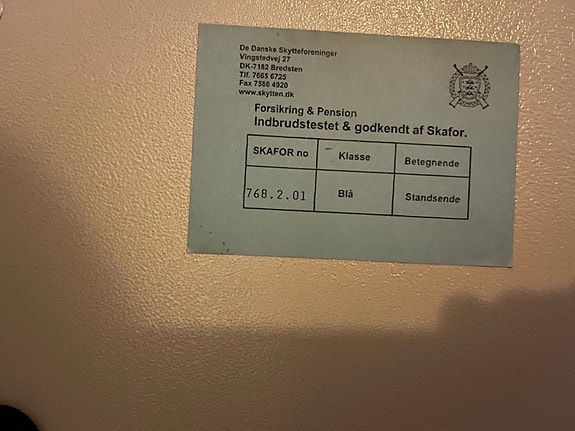 De Danske Skytteforeninger
Vingstedvej 27
DK-7182 Bredsten
Tlf. 7665 6725
Fax 7586 4920
www.skytten.dk
Forsikring & Pension
Indbrudstestet & godkendt af Skafor.
SKAFOR no Klasse Betegnende
768.2.01 Blå Standsende